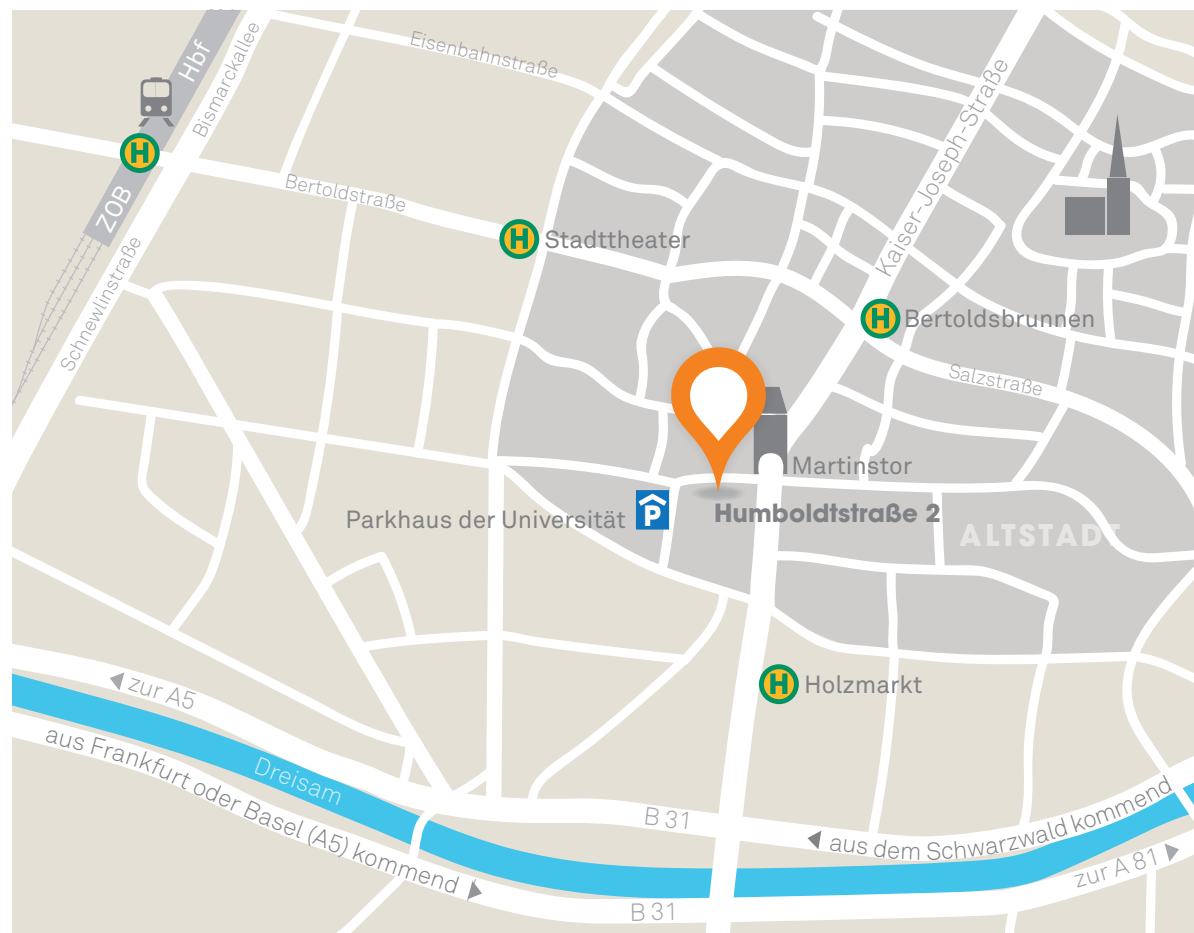 Hbf
Bismarckallee
Eisenbahnstraße
Kaiser-Joseph-Straße
H
ZOB
Bertoldstraße
H Stadttheater
Schnewlinstraße
H Bertoldsbrunnen
Salzstraße
Martinstor
Parkhaus der Universität P
Humboldtstraße 2
ALTSTADT
H Holzmarkt
zur A5
aus Frankfurt oder Basel (A5) kommend
Dreisam
B 31
aus dem Schwarzwald kommend
zur A 81
B 31